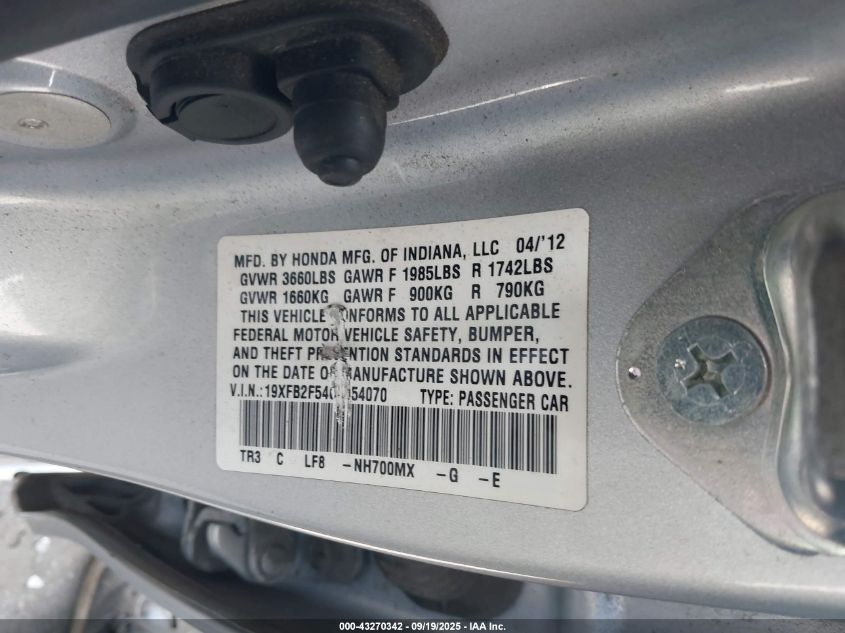 MFD. BY HONDA MFG. OF INDIANA, LLC 04/'12
GVWR 3660LBS GAWR F 1985LBS R 1742LBS
GVWR 1660KG GAWR F 900KG R 790KG
THIS VEHICLE CONFORMS TO ALL APPLICABLE
FEDERAL MOTOR VEHICLE SAFETY, BUMPER,
AND THEFT PREVENTION STANDARDS IN EFFECT
ON THE DATE OF MANUFACTURE SHOWN ABOVE.
V.I.N.: TYPE: PASSENGER CAR
TR3 C LF8 -NH700MX -G -E
000-43270342 - 09/19/2025 - IAA Inc.